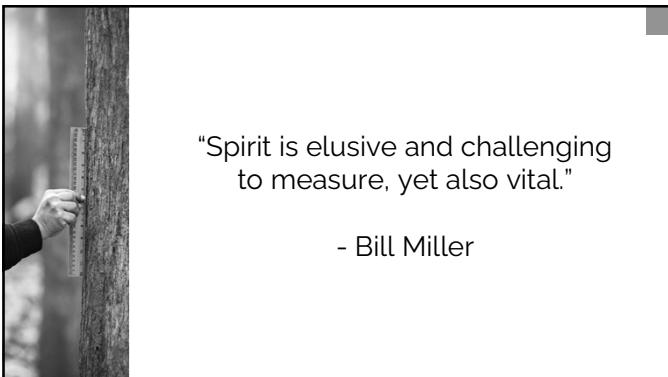 “Spirit is elusive and challenging
to measure, yet also vital.”
- Bill Miller